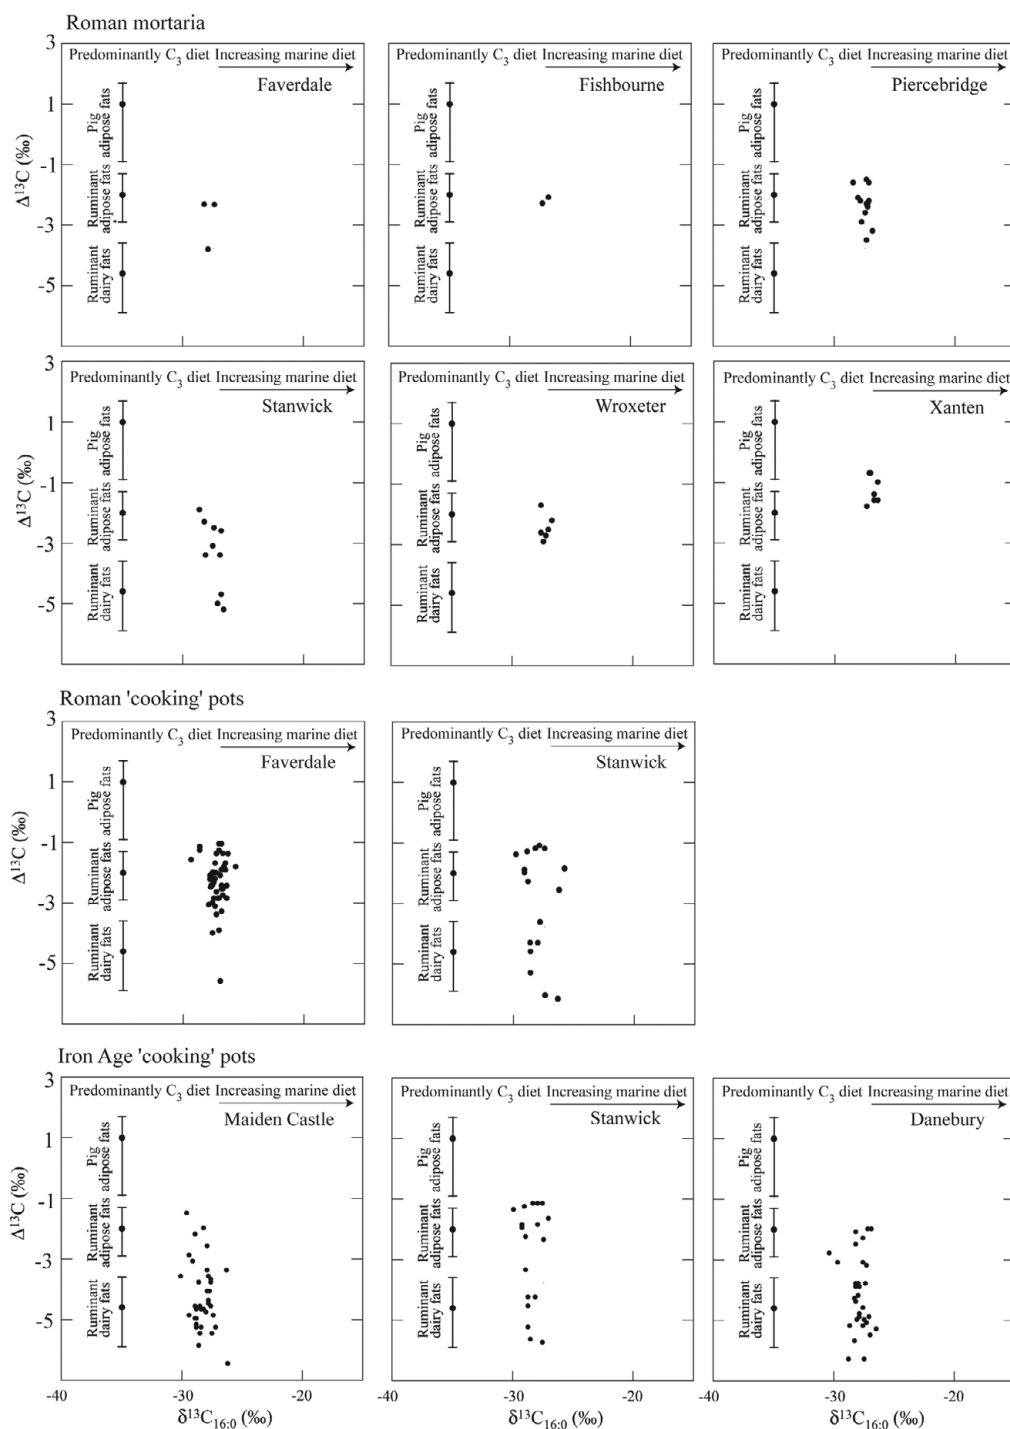 Roman mortaria
3
Predominantly C₃ diet Increasing marine diet
Faverdale
Predominantly C₃ diet Increasing marine diet
Fishbourne
Predominantly C₃ diet Increasing marine diet
Piercebridge
1
-1
-3
-5
Δ¹³C (‰)
Pig adipose fats
Ruminant adipose fats
Ruminant dairy fats
Pig adipose fats
Ruminant adipose fats
Ruminant dairy fats
Pig adipose fats
Ruminant adipose fats
Ruminant dairy fats
3
Predominantly C₃ diet Increasing marine diet
Stanwick
Predominantly C₃ diet Increasing marine diet
Wroxeter
Predominantly C₃ diet Increasing marine diet
Xanten
1
-1
-3
-5
Δ¹³C (‰)
Pig adipose fats
Ruminant adipose fats
Ruminant dairy fats
Pig adipose fats
Ruminant adipose fats
Ruminant dairy fats
Pig adipose fats
Ruminant adipose fats
Ruminant dairy fats
Roman 'cooking' pots
3
Predominantly C₃ diet Increasing marine diet
Faverdale
Predominantly C₃ diet Increasing marine diet
Stanwick
1
-1
-3
-5
Δ¹³C (‰)
Pig adipose fats
Ruminant adipose fats
Ruminant dairy fats
Pig adipose fats
Ruminant adipose fats
Ruminant dairy fats
Iron Age 'cooking' pots
3
Predominantly C₃ diet Increasing marine diet
Maiden Castle
Predominantly C₃ diet Increasing marine diet
Stanwick
Predominantly C₃ diet Increasing marine diet
Danebury
1
-1
-3
-5
Δ¹³C (‰)
Pig adipose fats
Ruminant adipose fats
Ruminant dairy fats
Pig adipose fats
Ruminant adipose fats
Ruminant dairy fats
Pig adipose fats
Ruminant adipose fats
Ruminant dairy fats
-40 -30 -20 -40 -30 -20 -40 -30 -20
δ¹³C₁₆:₀ (‰) δ¹³C₁₆:₀ (‰) δ¹³C₁₆:₀ (‰)